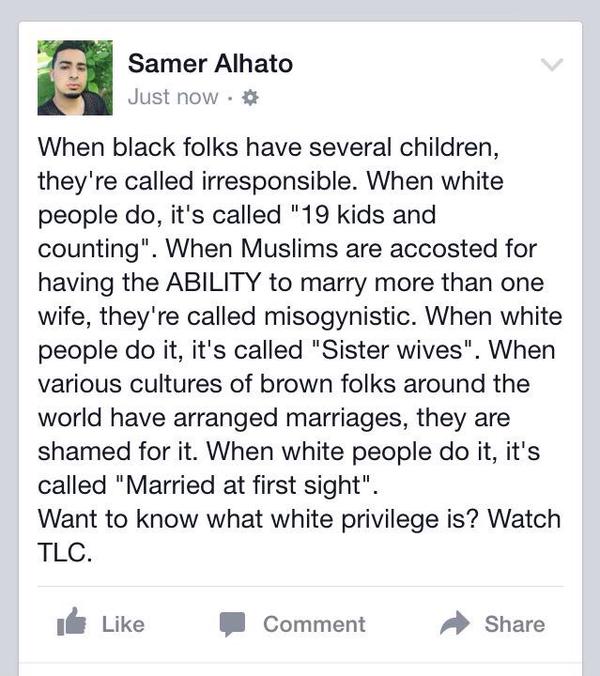 Samer Alhato
Just now ·
When black folks have several children,
they're called irresponsible. When white
people do, it's called "19 kids and
counting". When Muslims are accosted for
having the ABILITY to marry more than one
wife, they're called misogynistic. When white
people do it, it's called "Sister wives". When
various cultures of brown folks around the
world have arranged marriages, they are
shamed for it. When white people do it, it's
called "Married at first sight".
Want to know what white privilege is? Watch
TLC.
Like Comment Share